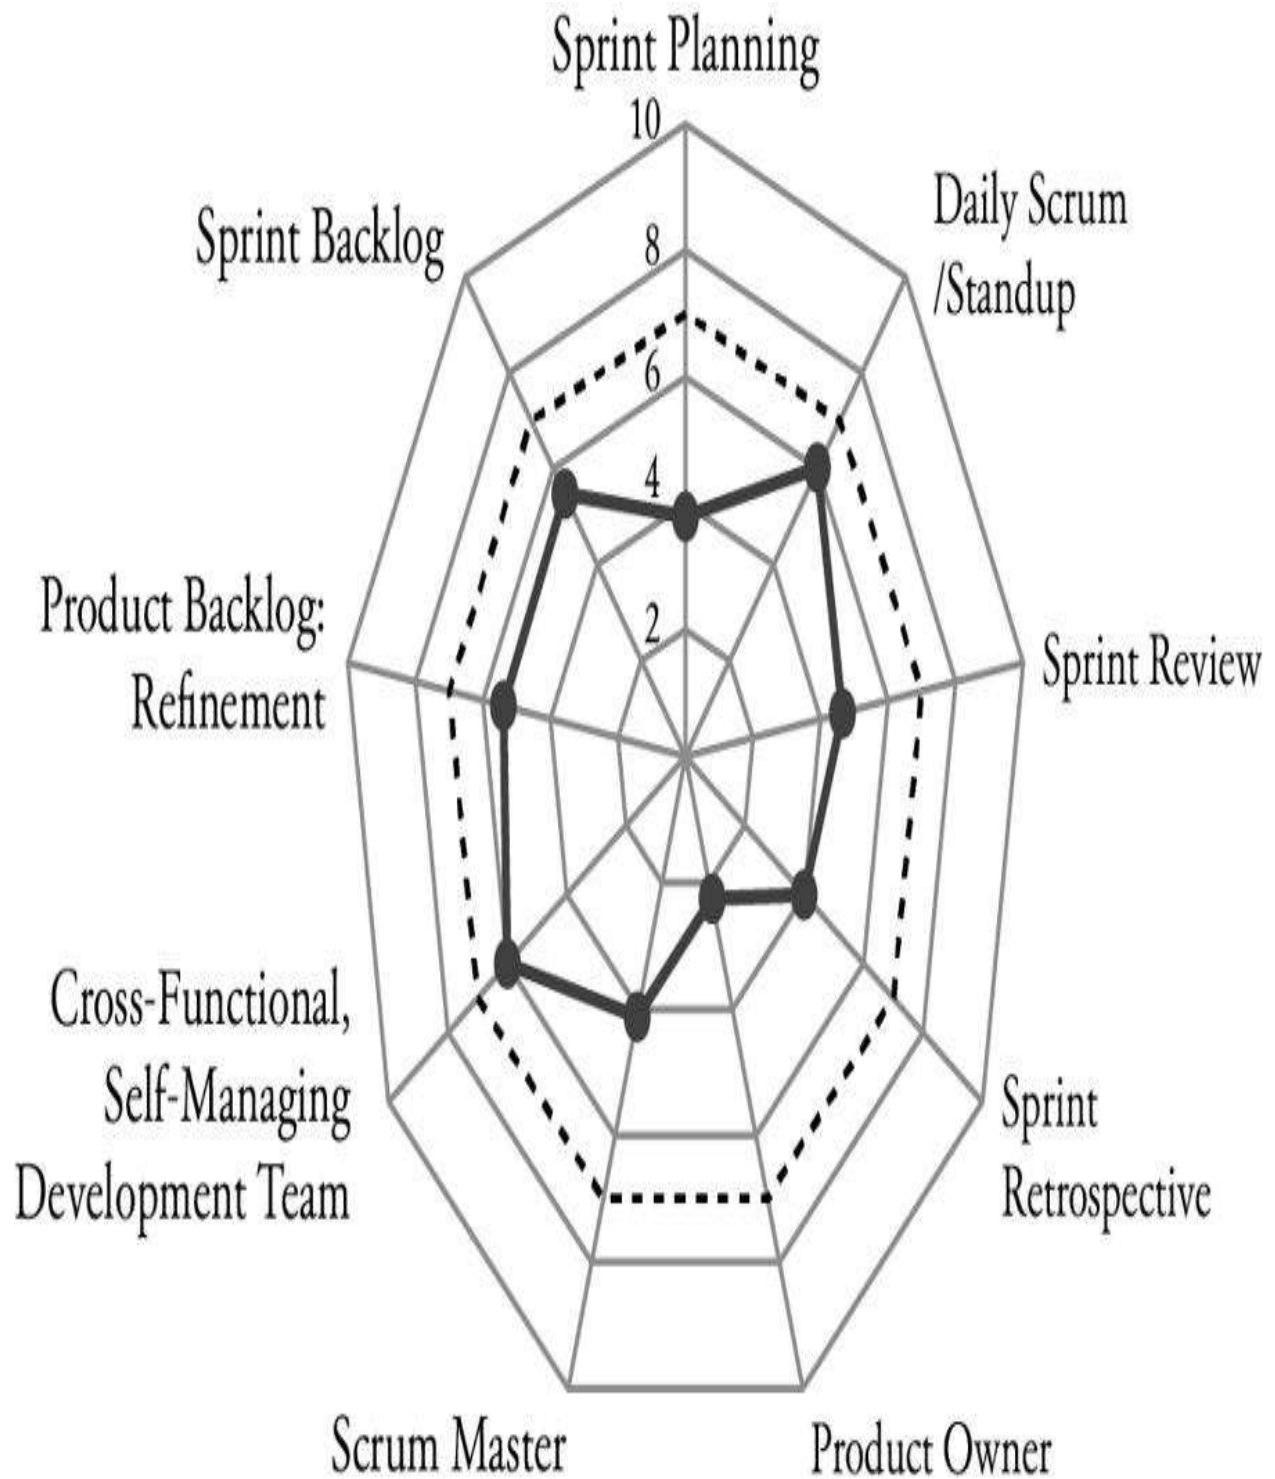 Sprint Planning
10
Daily Scrum
/Standup
Sprint Backlog
8
6
4
2
Sprint Review
Product Backlog:
Refinement
Cross-Functional,
Self-Managing
Development Team
Sprint
Retrospective
Scrum Master
Product Owner